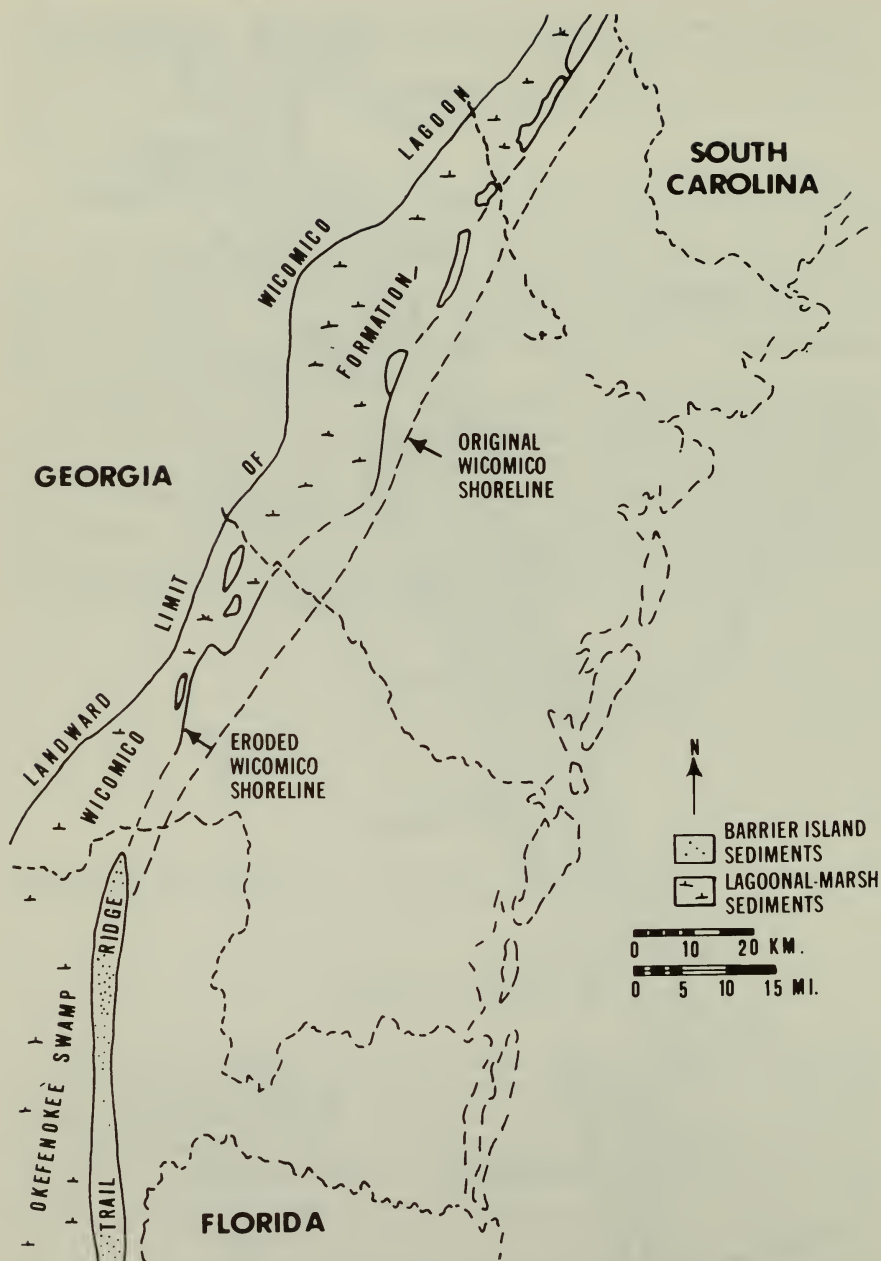 SOUTH
CAROLINA
LANDWARD LIMIT OF WICOMICO LAGOON
WICOMICO FORMATION
GEORGIA
ORIGINAL
WICOMICO
SHORELINE
ERODED
WICOMICO
SHORELINE
N
BARRIER ISLAND
SEDIMENTS
LAGOONAL-MARSH
SEDIMENTS
0 10 20 KM.
0 5 10 15 MI.
OKEFENOKEE SWAMP
TRAIL RIDGE
FLORIDA